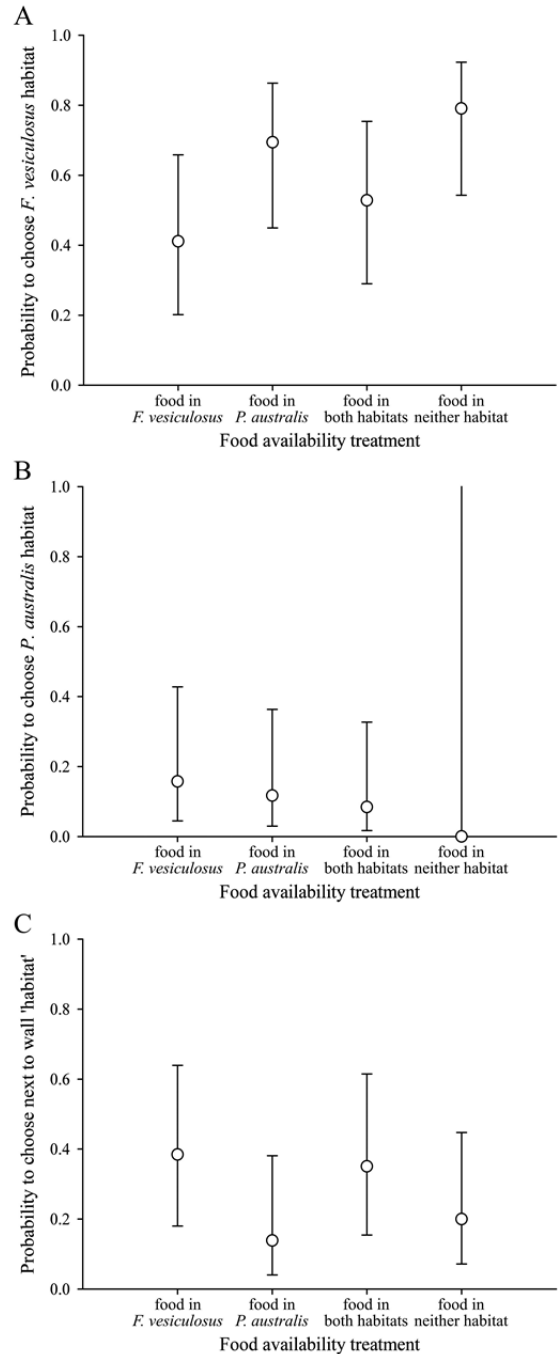 A
Probability to choose F. vesiculosus habitat
1.0
0.8
0.6
0.4
0.2
0.0
food in food in food in food in
F. vesiculosus P. australis both habitats neither habitat
Food availability treatment
B
Probability to choose P. australis habitat
1.0
0.8
0.6
0.4
0.2
0.0
food in food in food in food in
F. vesiculosus P. australis both habitats neither habitat
Food availability treatment
C
Probability to choose next to wall 'habitat'
1.0
0.8
0.6
0.4
0.2
0.0
food in food in food in food in
F. vesiculosus P. australis both habitats neither habitat
Food availability treatment